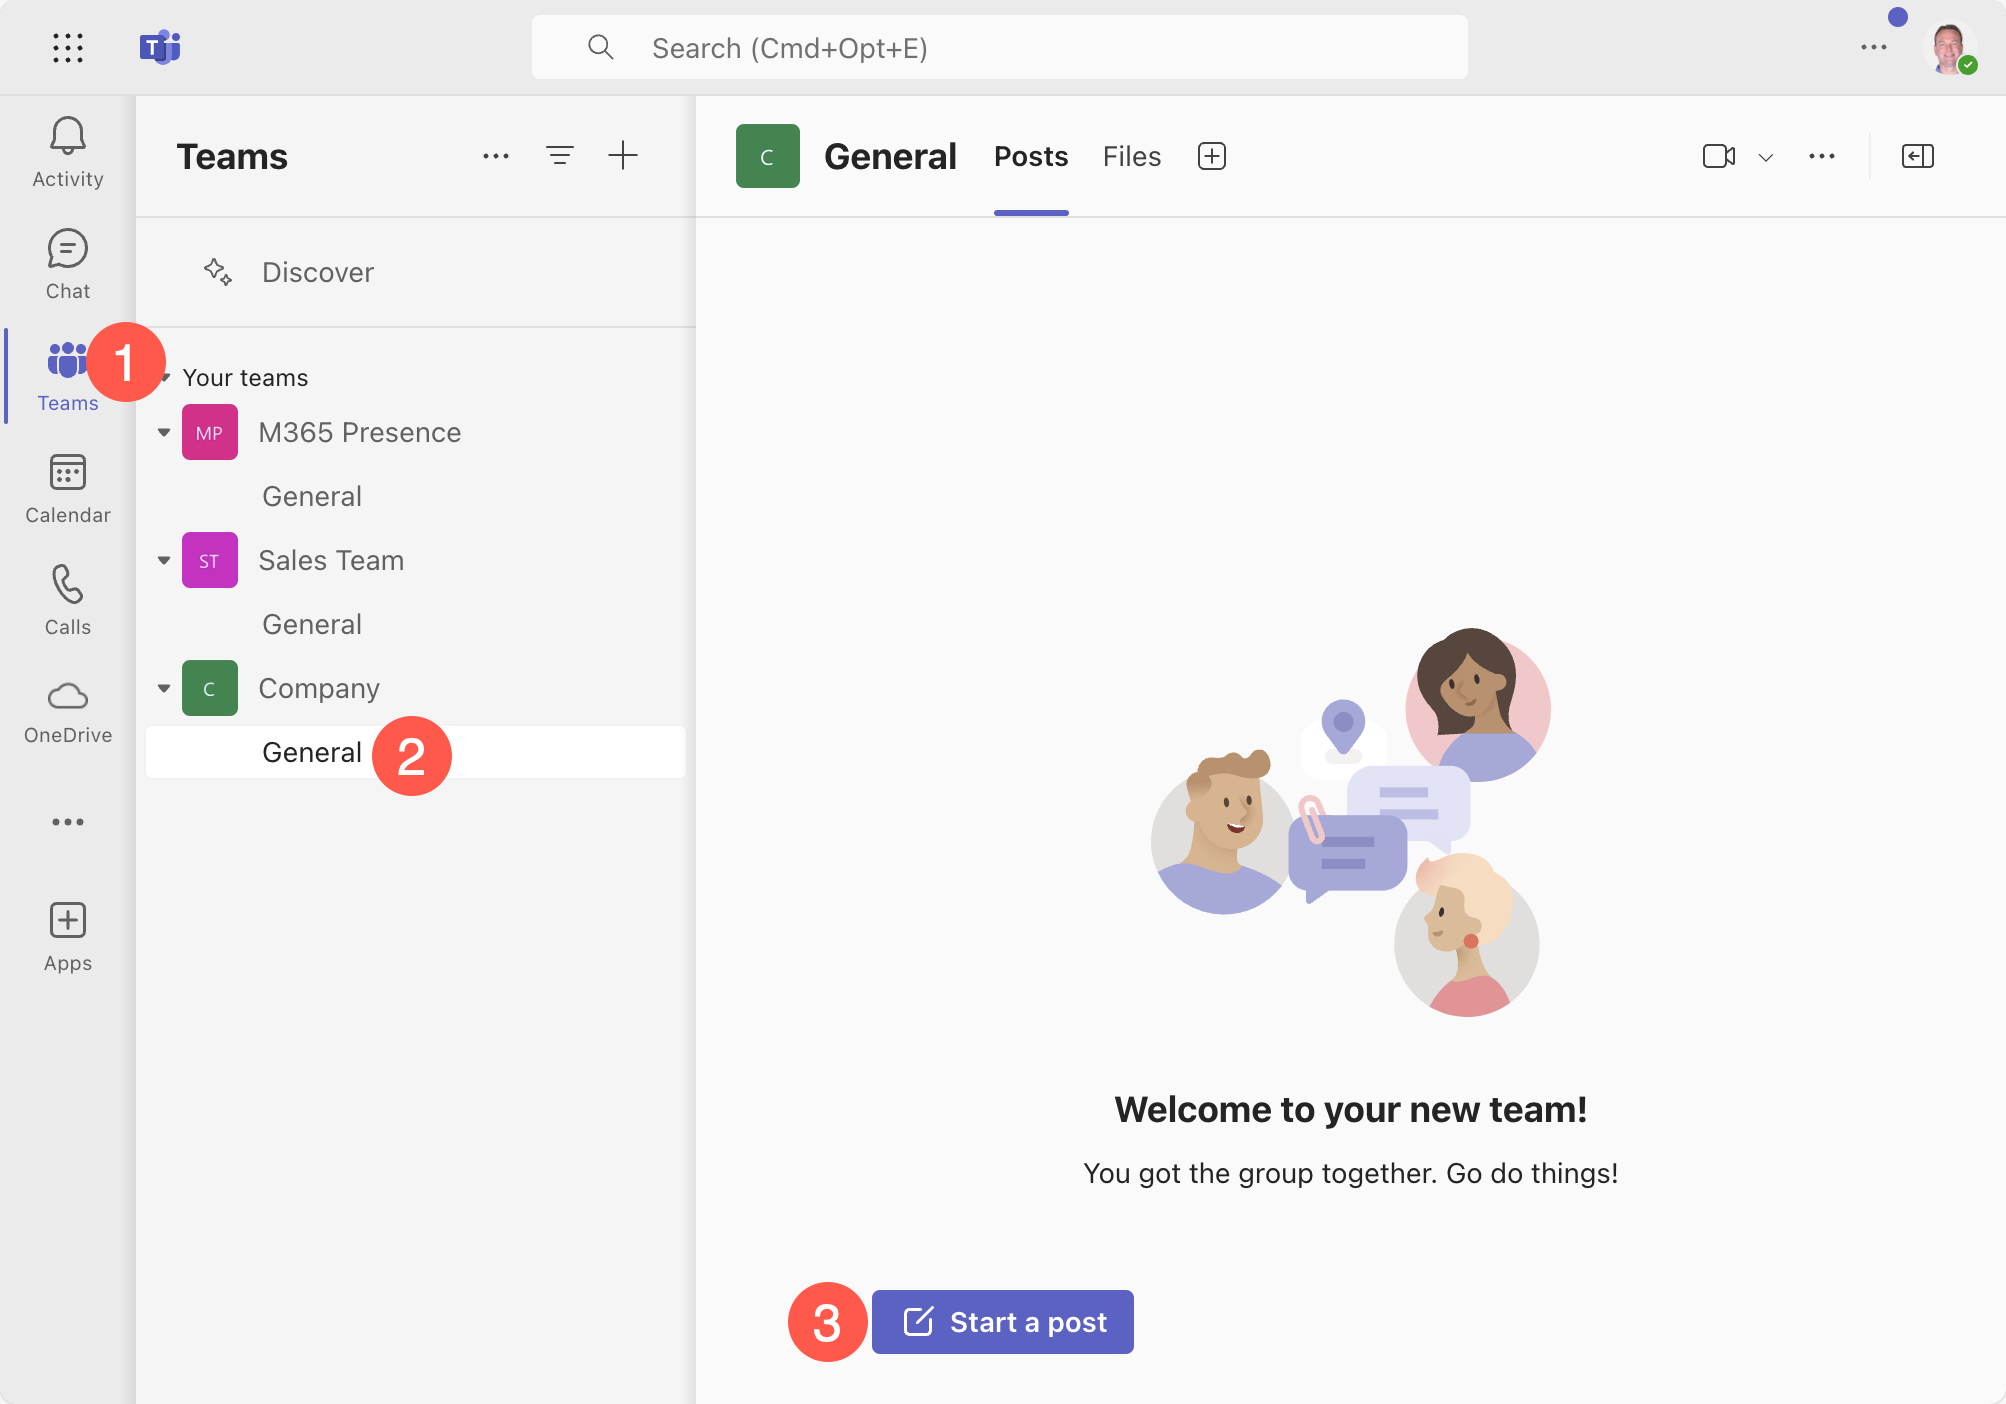 T
Search (Cmd+Opt+E)
Activity
Chat
Teams
Calendar
Calls
OneDrive
Apps
1
Teams
Discover
Your teams
MP M365 Presence
General
ST Sales Team
General
C Company
General 2
C General Posts Files
Welcome to your new team!
You got the group together. Go do things!
3 Start a post